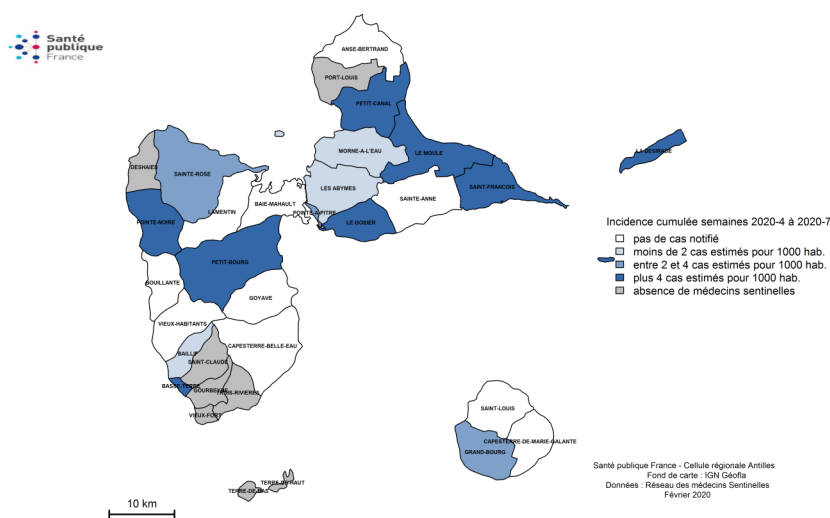 Santé
publique
France
ANSE-BERTRAND
PORT-LOUIS
PETIT-CANAL
MORNE-A-L'EAU
LE MOULE
LA DESIRADE
DESHAIES
SAINTE-ROSE
LES ABYMES
SAINT-FRANCOIS
LAMENTIN
BAIE-MAHAULT
SAINTE-ANNE
POINTE-A-PITRE
POINTE-NOIRE
LE GOSIER
Incidence cumulée semaines 2020-4 à 2020-7
pas de cas notifié
moins de 2 cas estimés pour 1000 hab.
entre 2 et 4 cas estimés pour 1000 hab.
plus 4 cas estimés pour 1000 hab.
absence de médecins sentinelles
PETIT-BOURG
BOUILLANTE
GOYAVE
VIEUX-HABITANTS
CAPESTERRE-BELLE-EAU
BAILLIF
SAINT-CLAUDE
BASSE-TERRE
GOURBEYRE
TROIS-RIVIERES
VIEUX-FORT
SAINT-LOUIS
CAPESTERRE-DE-MARIE-GALANTE
GRAND-BOURG
TERRE-DE-HAUT
TERRE-DE-BAS
Santé publique France - Cellule régionale Antilles
Fond de carte : IGN Géofla
Données : Réseau des médecins Sentinelles
Février 2020
10 km